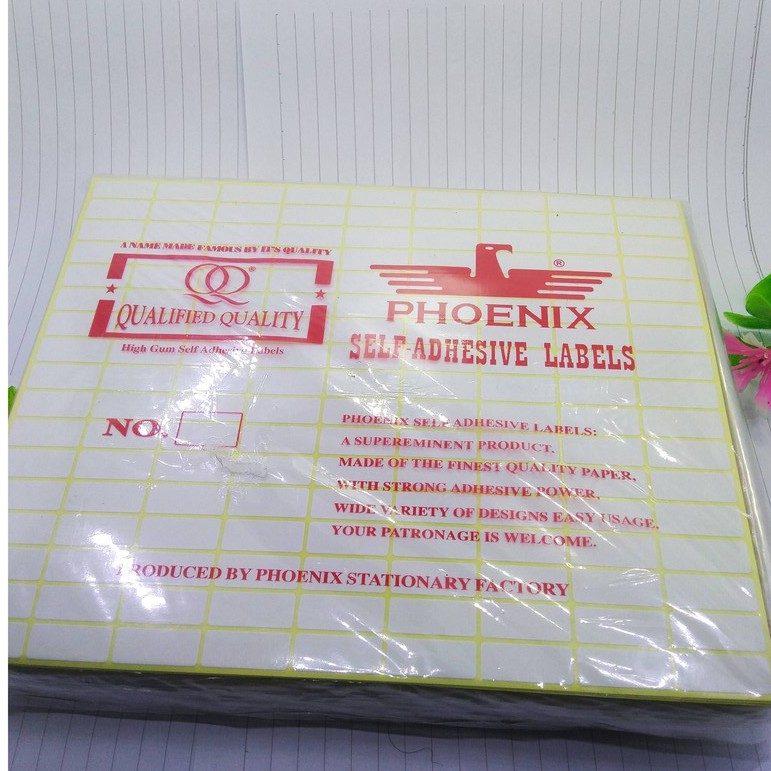 A NAME MADE FAMOUS BY IT'S QUALITY
QQ®
QUALIFIED QUALITY
High Gum Self Adhesive Labels
®
PHOENIX
SELF-ADHESIVE LABELS
NO.
PHOENIX SELF ADHESIVE LABELS:
A SUPEREMINENT PRODUCT.
MADE OF THE FINEST QUALITY PAPER,
WITH STRONG ADHESIVE POWER,
WIDE VARIETY OF DESIGNS EASY USAGE,
YOUR PATRONAGE IS WELCOME.
PRODUCED BY PHOENIX STATIONARY FACTORY